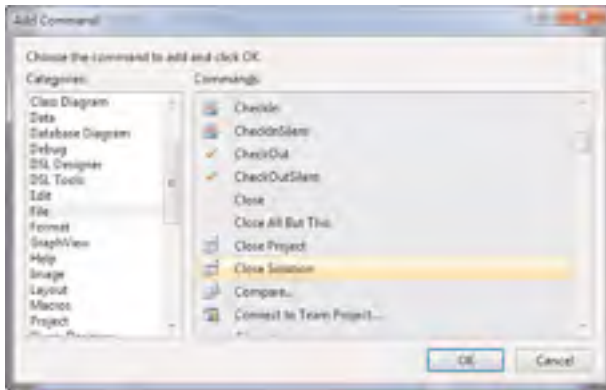 Add Command
Choose the command to add and click OK.
Categories:
Class Diagram
Data
Database Diagram
Debug
DSL Designer
DSL Tools
Edit
File
Format
GraphView
Help
Image
Layout
Macros
Project
Commands:
CheckIn
CheckInSilent
CheckOut
CheckOutSilent
Close
Close All But This
Close Project
Close Solution
Compare...
Connect to Team Project...
OK
Cancel